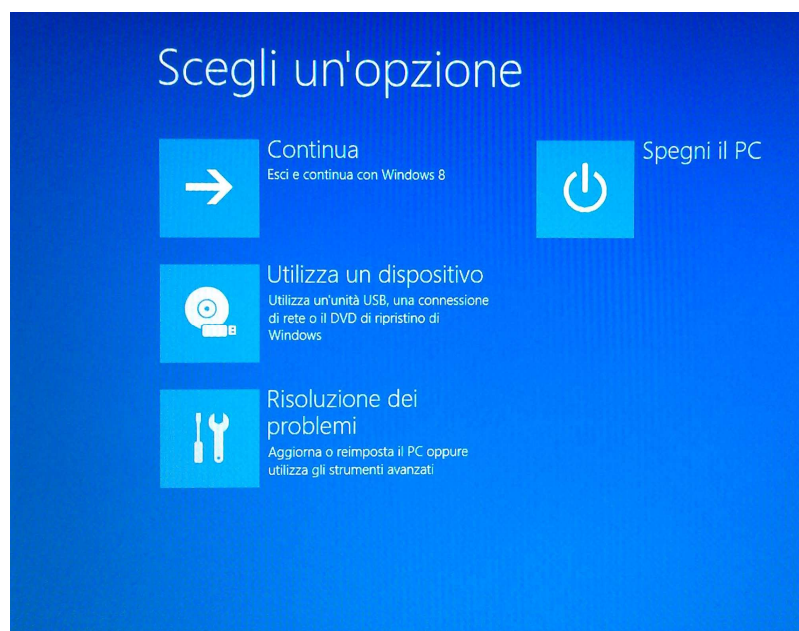 Scegli un'opzione
Continua
Esci e continua con Windows 8
Spegni il PC
Utilizza un dispositivo
Utilizza un'unità USB, una connessione
di rete o il DVD di ripristino di
Windows
Risoluzione dei
problemi
Aggiorna o reimposta il PC oppure
utilizza gli strumenti avanzati